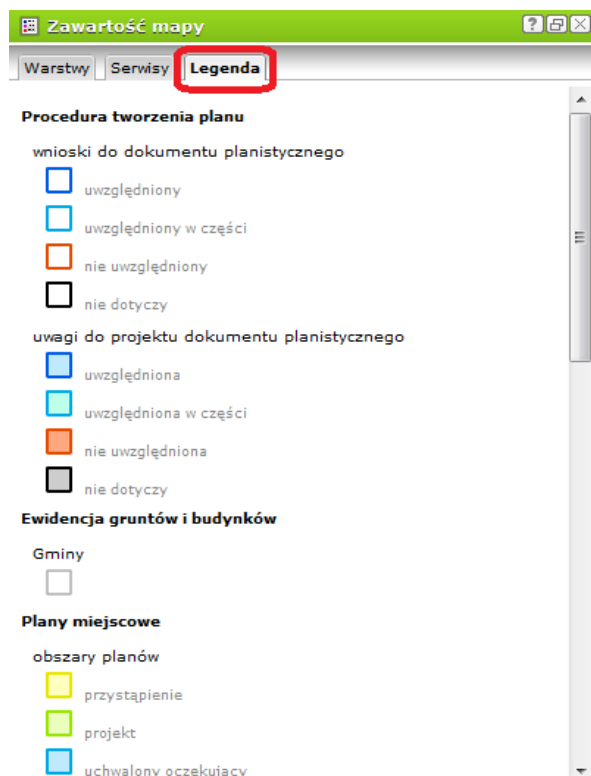 Zawartość mapy
Warstwy Serwisy Legenda
Procedura tworzenia planu
wnioski do dokumentu planistycznego
uwzględniony
uwzględniony w części
nie uwzględniony
nie dotyczy
uwagi do projektu dokumentu planistycznego
uwzględniona
uwzględniona w części
nie uwzględniona
nie dotyczy
Ewidencja gruntów i budynków
Gminy
Plany miejscowe
obszary planów
przystąpienie
projekt
uchwalony oczekujący